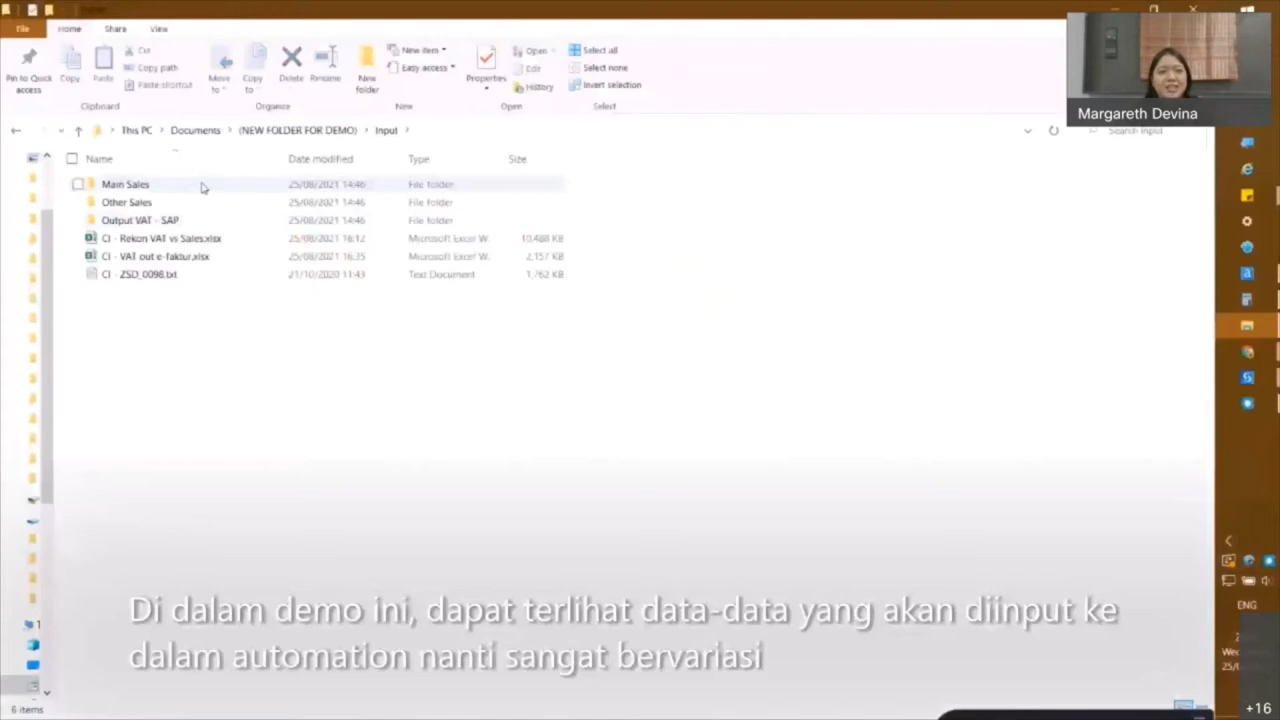 File Home Share View
Pin to Quick access
Copy
Paste
Cut
Copy path
Paste shortcut
Clipboard
Move to
Copy to
Delete
Rename
Organize
New folder
New item
Easy access
New
Properties
Open
Edit
History
Open
Select all
Select none
Invert selection
Select
Margareth Devina
This PC > Documents > (NEW FOLDER FOR DEMO) > Input >
Search Input
Name Date modified Type Size
Main Sales 25/08/2021 14:46 File folder
Other Sales 25/08/2021 14:46 File folder
Output VAT - SAP 25/08/2021 14:46 File folder
CI - Rekon VAT vs Sales.xlsx 25/08/2021 16:12 Microsoft Excel W. 10,488 KB
CI - VAT out e-faktur.xlsx 25/08/2021 16:35 Microsoft Excel W. 2,157 KB
CI - ZSD_0098.txt 21/10/2020 11:43 Text Document 1,762 KB
Di dalam demo ini, dapat terlihat data-data yang akan diinput ke
dalam automation nanti sangat bervariasi
ENG
6 items
+16